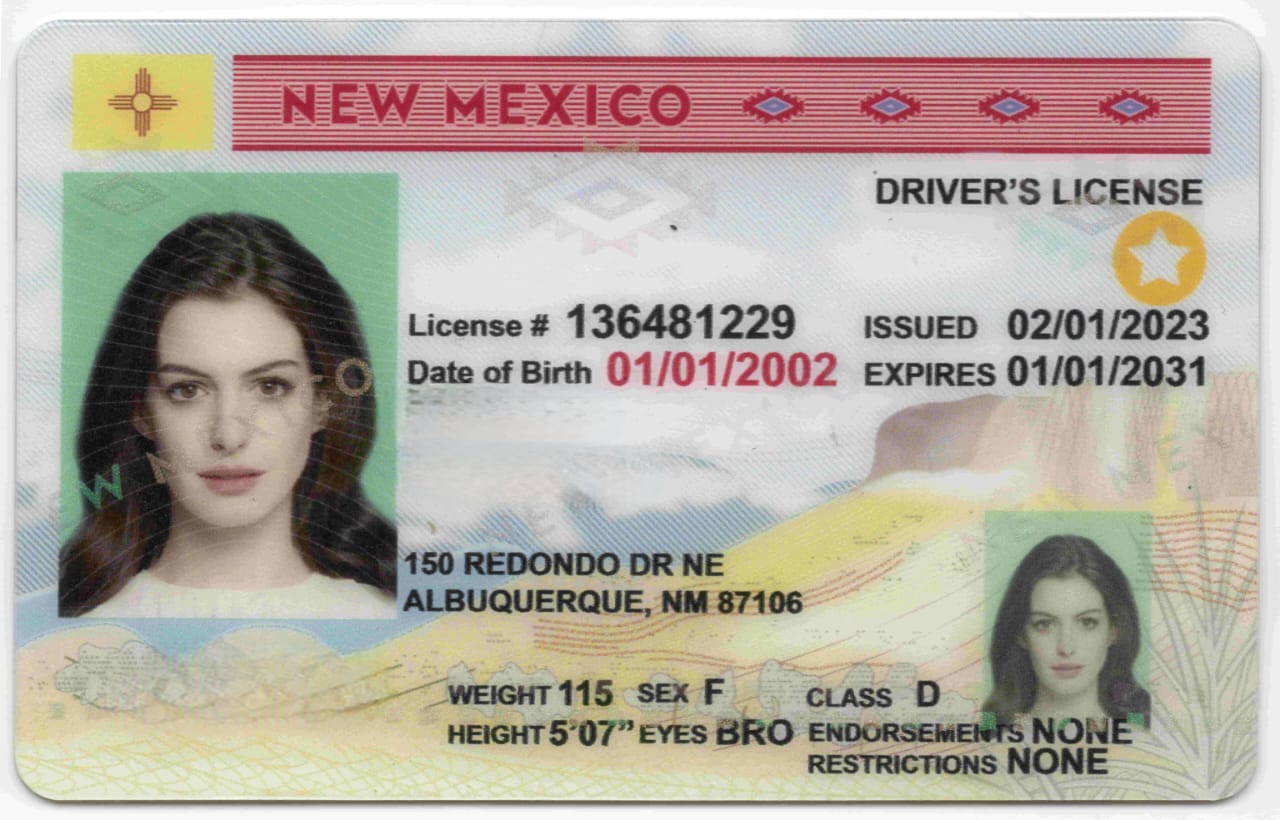 NEW MEXICO
DRIVER'S LICENSE
License # 136481229 ISSUED 02/01/2023
Date of Birth 01/01/2002 EXPIRES 01/01/2031
150 REDONDO DR NE
ALBUQUERQUE, NM 87106
WEIGHT 115 SEX F CLASS D
HEIGHT 5'07" EYES BRO ENDORSEMENTS NONE
RESTRICTIONS NONE